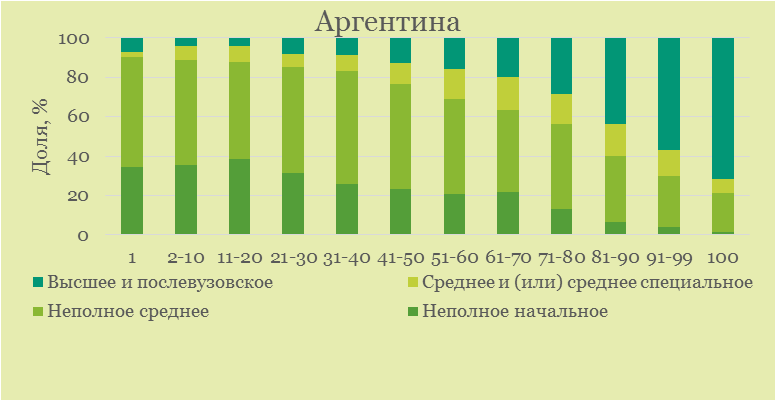 Аргентина
Доля, %
100
80
60
40
20
0
1 2-10 11-20 21-30 31-40 41-50 51-60 61-70 71-80 81-90 91-99 100
Высшее и послевузовское Среднее и (или) среднее специальное
Неполное среднее Неполное начальное